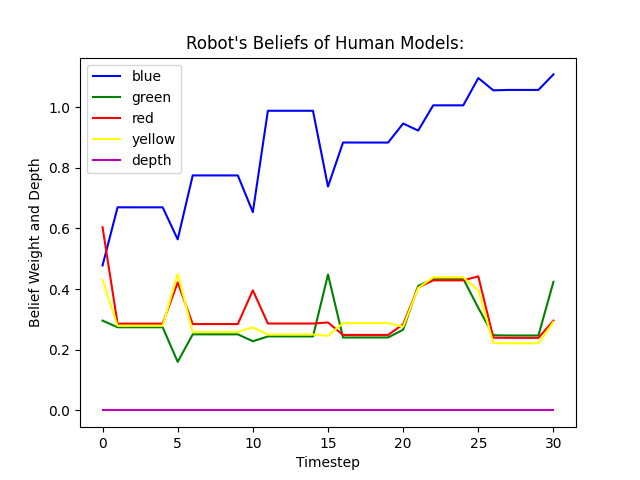 Robot's Beliefs of Human Models:
blue
green
red
yellow
depth
Belief Weight and Depth
1.0
0.8
0.6
0.4
0.2
0.0
0 5 10 15 20 25 30
Timestep